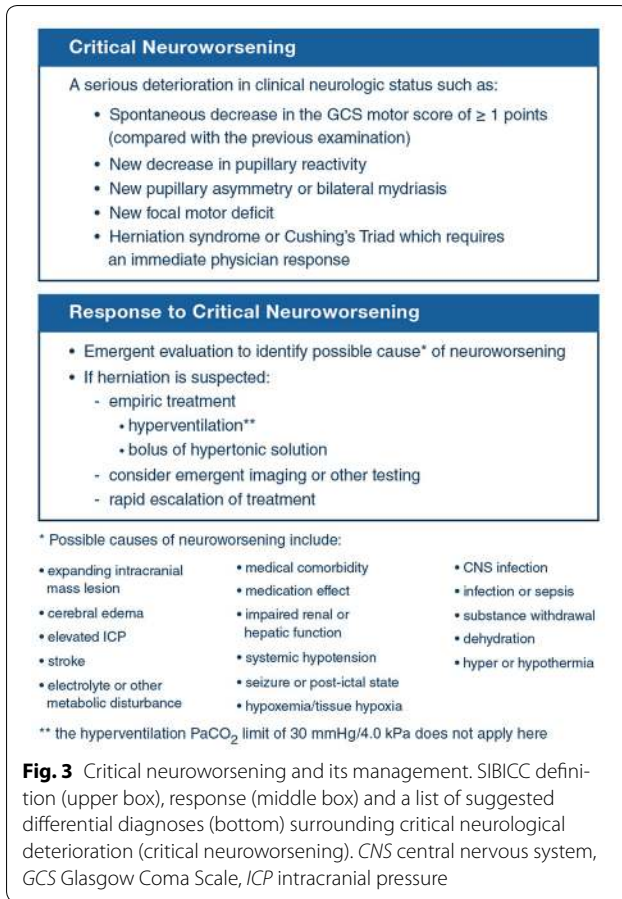 Critical Neuroworsening
A serious deterioration in clinical neurologic status such as:
• Spontaneous decrease in the GCS motor score of ≥ 1 points
(compared with the previous examination)
• New decrease in pupillary reactivity
• New pupillary asymmetry or bilateral mydriasis
• New focal motor deficit
• Herniation syndrome or Cushing's Triad which requires
an immediate physician response
Response to Critical Neuroworsening
• Emergent evaluation to identify possible cause* of neuroworsening
• If herniation is suspected:
- empiric treatment
• hyperventilation**
• bolus of hypertonic solution
- consider emergent imaging or other testing
- rapid escalation of treatment
* Possible causes of neuroworsening include:
• expanding intracranial
mass lesion
• cerebral edema
• elevated ICP
• stroke
• electrolyte or other
metabolic disturbance
• medical comorbidity
• medication effect
• impaired renal or
hepatic function
• systemic hypotension
• seizure or post-ictal state
• hypoxemia/tissue hypoxia
• CNS infection
• infection or sepsis
• substance withdrawal
• dehydration
• hyper or hypothermia
** the hyperventilation PaCO₂ limit of 30 mmHg/4.0 kPa does not apply here
Fig. 3 Critical neuroworsening and its management. SIBICC defini-
tion (upper box), response (middle box) and a list of suggested
differential diagnoses (bottom) surrounding critical neurological
deterioration (critical neuroworsening). CNS central nervous system,
GCS Glasgow Coma Scale, ICP intracranial pressure